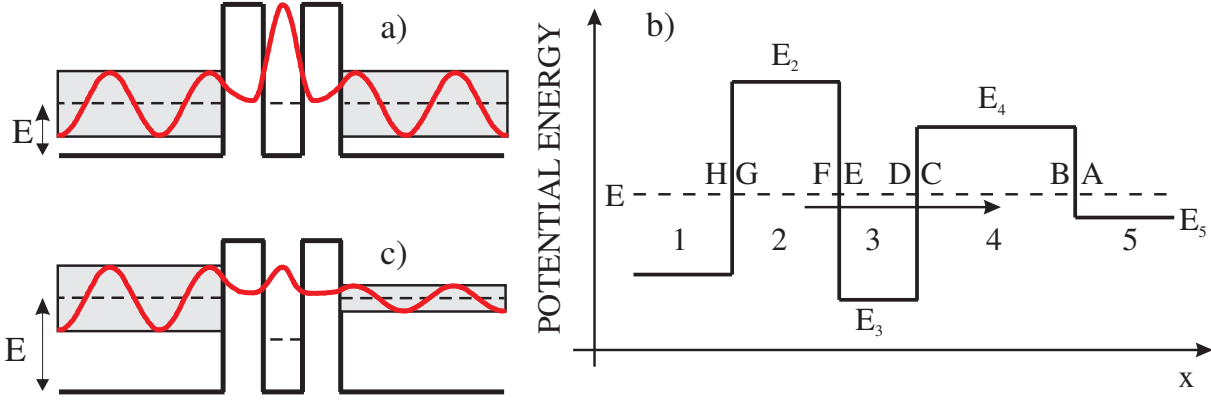 a)
E
c)
E
b)
POTENTIAL ENERGY
E₂
E₄
H G F E D C B A
E
1 2 3 4 5
E₅
E₃
x